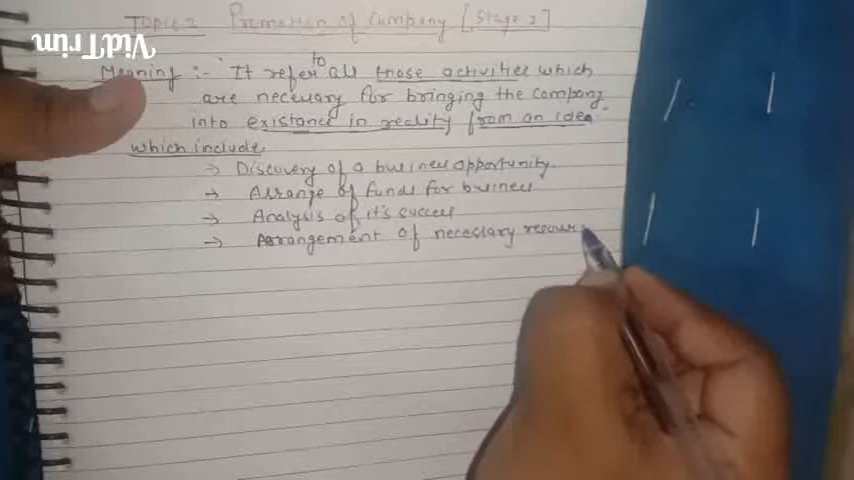 Topic 2 Promotion of Company [Stage 1]
VidTrim
Meaning :- "It refer to all those activities which
are necessary for bringing the Company
into existance in reality from an idea"
which include
→ Discovery of a business opportunity.
→ Arrange of funds for business
→ Analysis of it's success
→ Arrangement of necessary resour